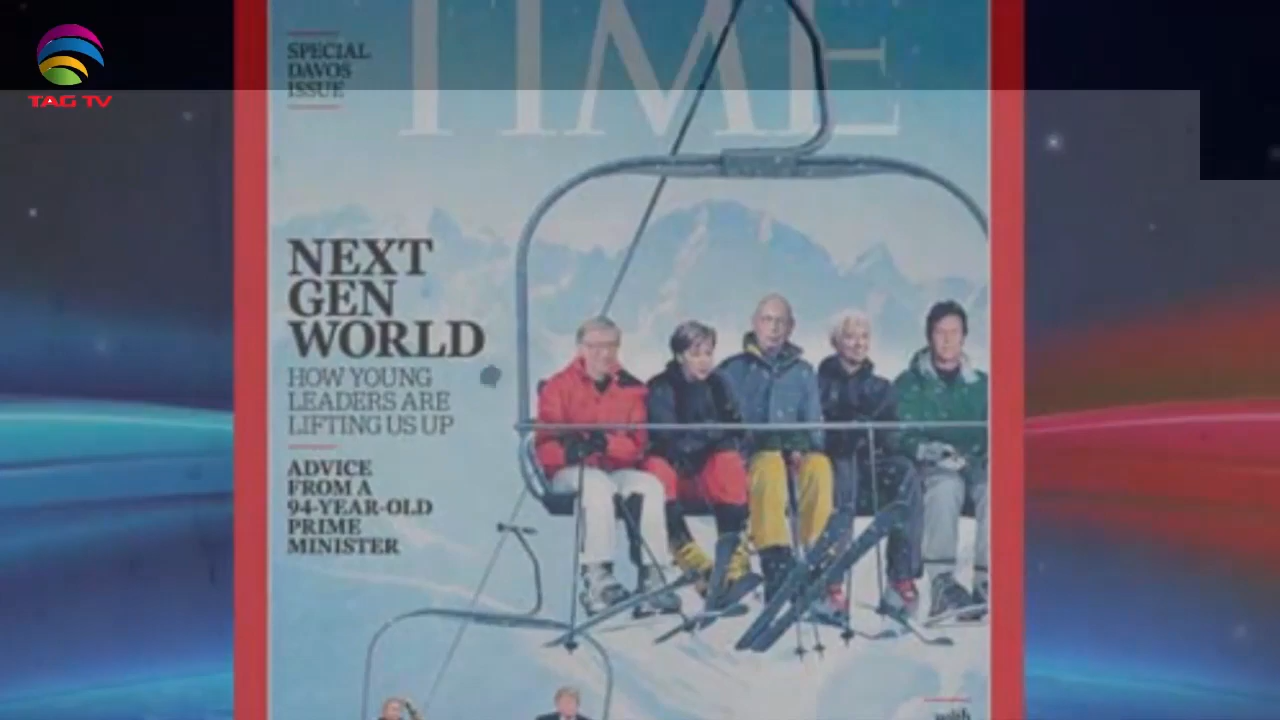 TAG TV
TIME
SPECIAL
DAVOS
ISSUE
NEXT
GEN
WORLD
HOW YOUNG
LEADERS ARE
LIFTING US UP
ADVICE
FROM A
94-YEAR-OLD
PRIME
MINISTER
with